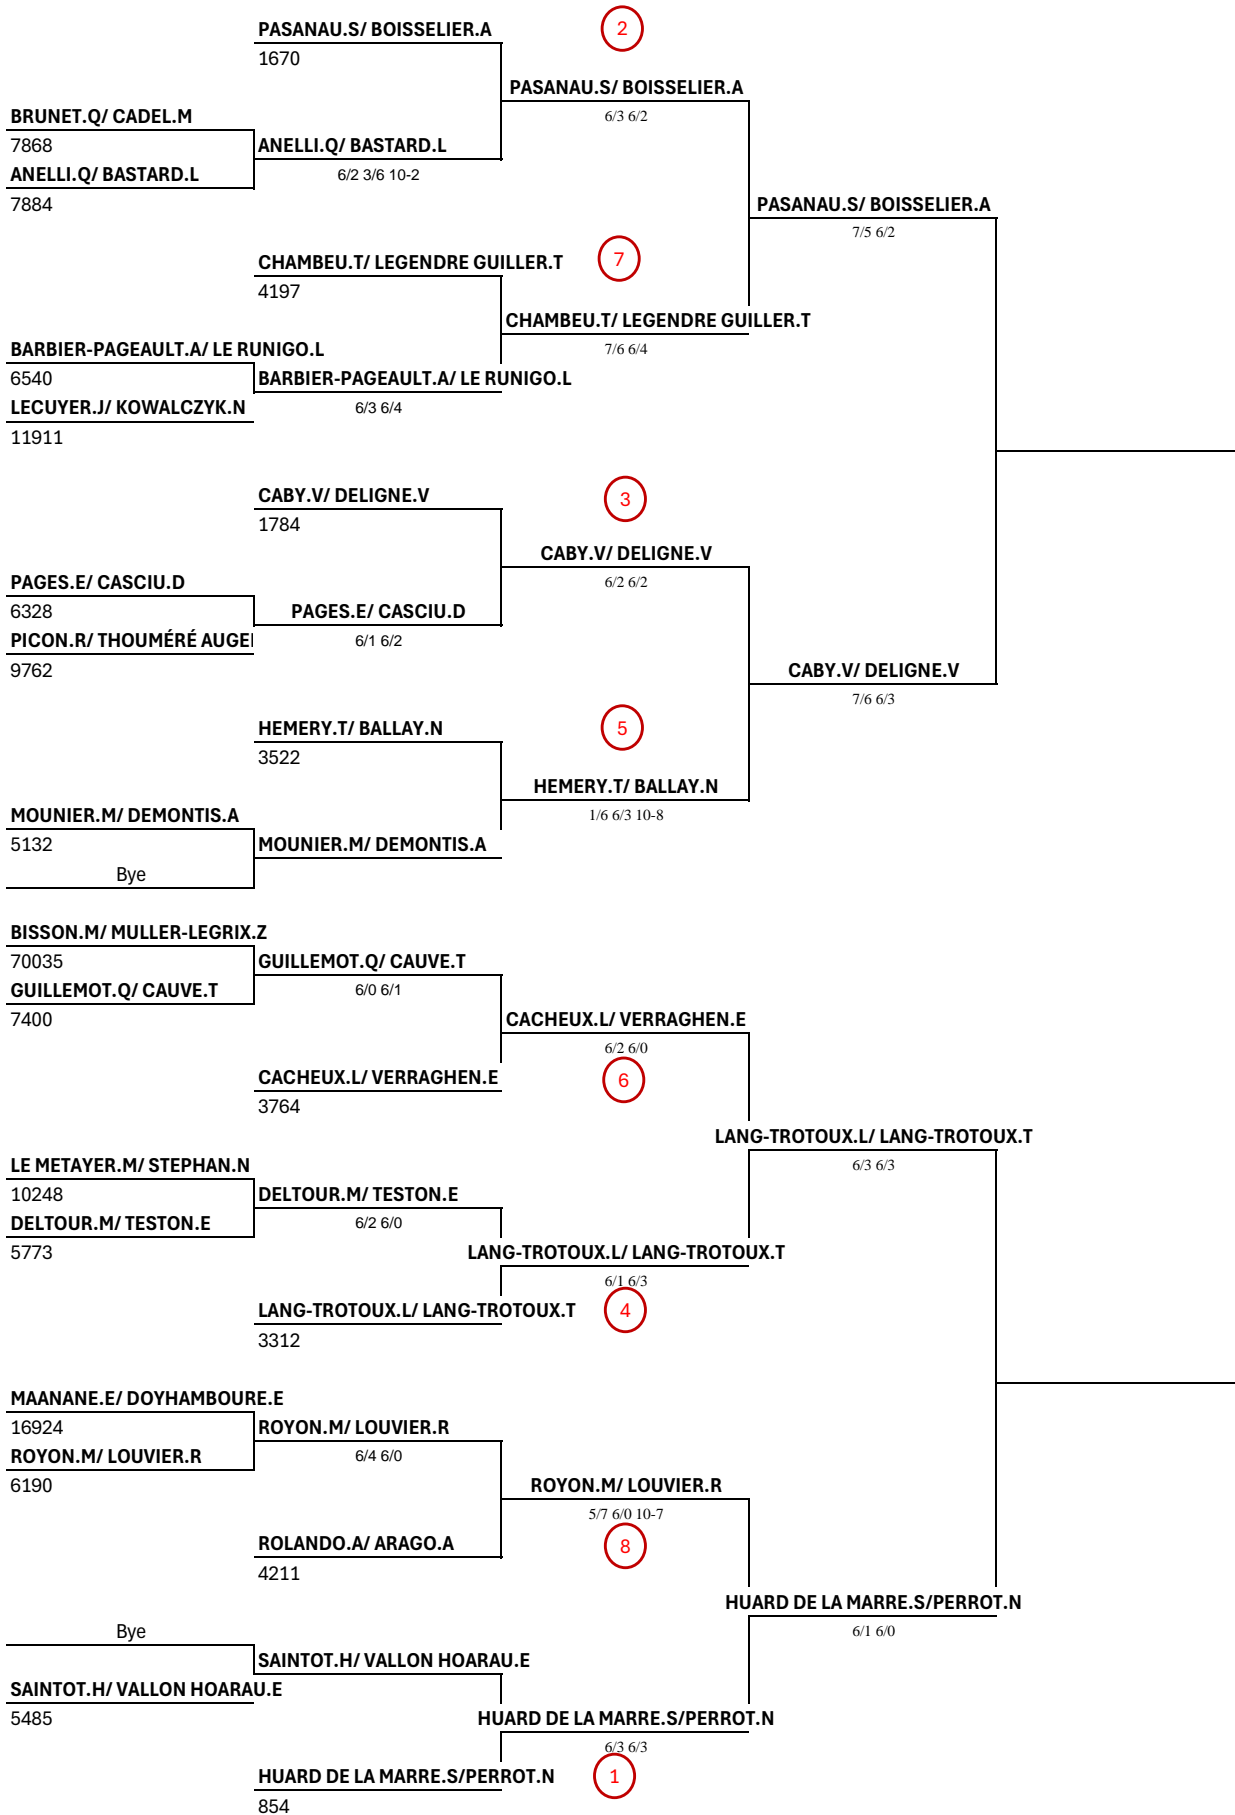 PASANAU.S/ BOISSELIER.A
2
1670
PASANAU.S/ BOISSELIER.A
6/3 6/2
BRUNET.Q/ CADEL.M
7868
ANELLI.Q/ BASTARD.L
6/2 3/6 10-2
ANELLI.Q/ BASTARD.L
7884
PASANAU.S/ BOISSELIER.A
7/5 6/2
CHAMBEU.T/ LEGENDRE GUILLER.T
7
4197
CHAMBEU.T/ LEGENDRE GUILLER.T
7/6 6/4
BARBIER-PAGEAULT.A/ LE RUNIGO.L
6540
BARBIER-PAGEAULT.A/ LE RUNIGO.L
6/3 6/4
LECUYER.J/ KOWALCZYK.N
11911
CABY.V/ DELIGNE.V
3
1784
CABY.V/ DELIGNE.V
6/2 6/2
PAGES.E/ CASCIU.D
6328
PAGES.E/ CASCIU.D
6/1 6/2
PICON.R/ THOUMÉRÉ AUGE
9762
CABY.V/ DELIGNE.V
7/6 6/3
HEMERY.T/ BALLAY.N
5
3522
HEMERY.T/ BALLAY.N
1/6 6/3 10-8
MOUNIER.M/ DEMONTIS.A
5132
MOUNIER.M/ DEMONTIS.A
Bye
BISSON.M/ MULLER-LEGRIX.Z
70035
GUILLEMOT.Q/ CAUVE.T
6/0 6/1
GUILLEMOT.Q/ CAUVE.T
7400
CACHEUX.L/ VERRAGHEN.E
6/2 6/0
CACHEUX.L/ VERRAGHEN.E
6
3764
LANG-TROTOUX.L/ LANG-TROTOUX.T
6/3 6/3
LE METAYER.M/ STEPHAN.N
10248
DELTOUR.M/ TESTON.E
6/2 6/0
DELTOUR.M/ TESTON.E
5773
LANG-TROTOUX.L/ LANG-TROTOUX.T
6/1 6/3
LANG-TROTOUX.L/ LANG-TROTOUX.T
4
3312
MAANANE.E/ DOYHAMBOURE.E
16924
ROYON.M/ LOUVIER.R
6/4 6/0
ROYON.M/ LOUVIER.R
6190
ROYON.M/ LOUVIER.R
5/7 6/0 10-7
ROLANDO.A/ ARAGO.A
8
4211
HUARD DE LA MARRE.S/PERROT.N
6/1 6/0
Bye
SAINTOT.H/ VALLON HOARAU.E
SAINTOT.H/ VALLON HOARAU.E
5485
HUARD DE LA MARRE.S/PERROT.N
6/3 6/3
HUARD DE LA MARRE.S/PERROT.N
1
854